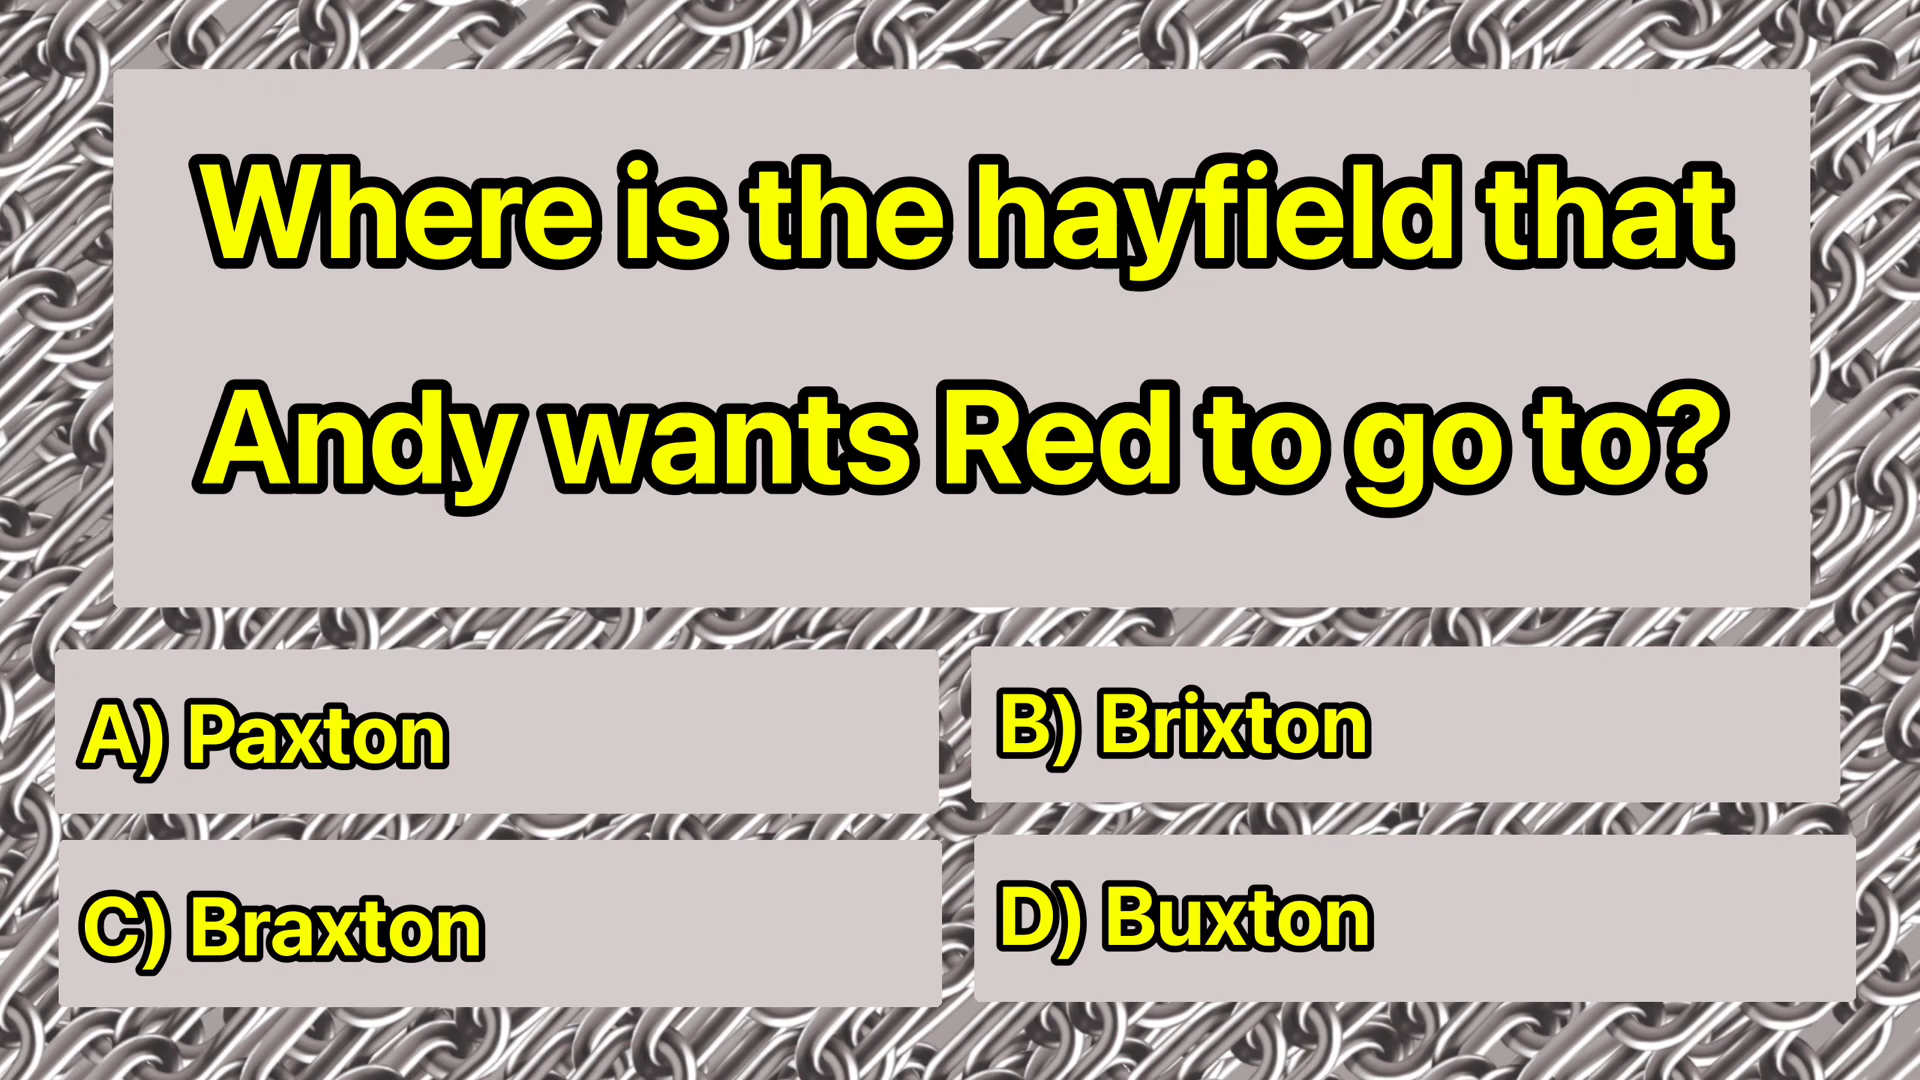 Where is the hayfield that
Andy wants Red to go to?
A) Paxton
B) Brixton
C) Braxton
D) Buxton